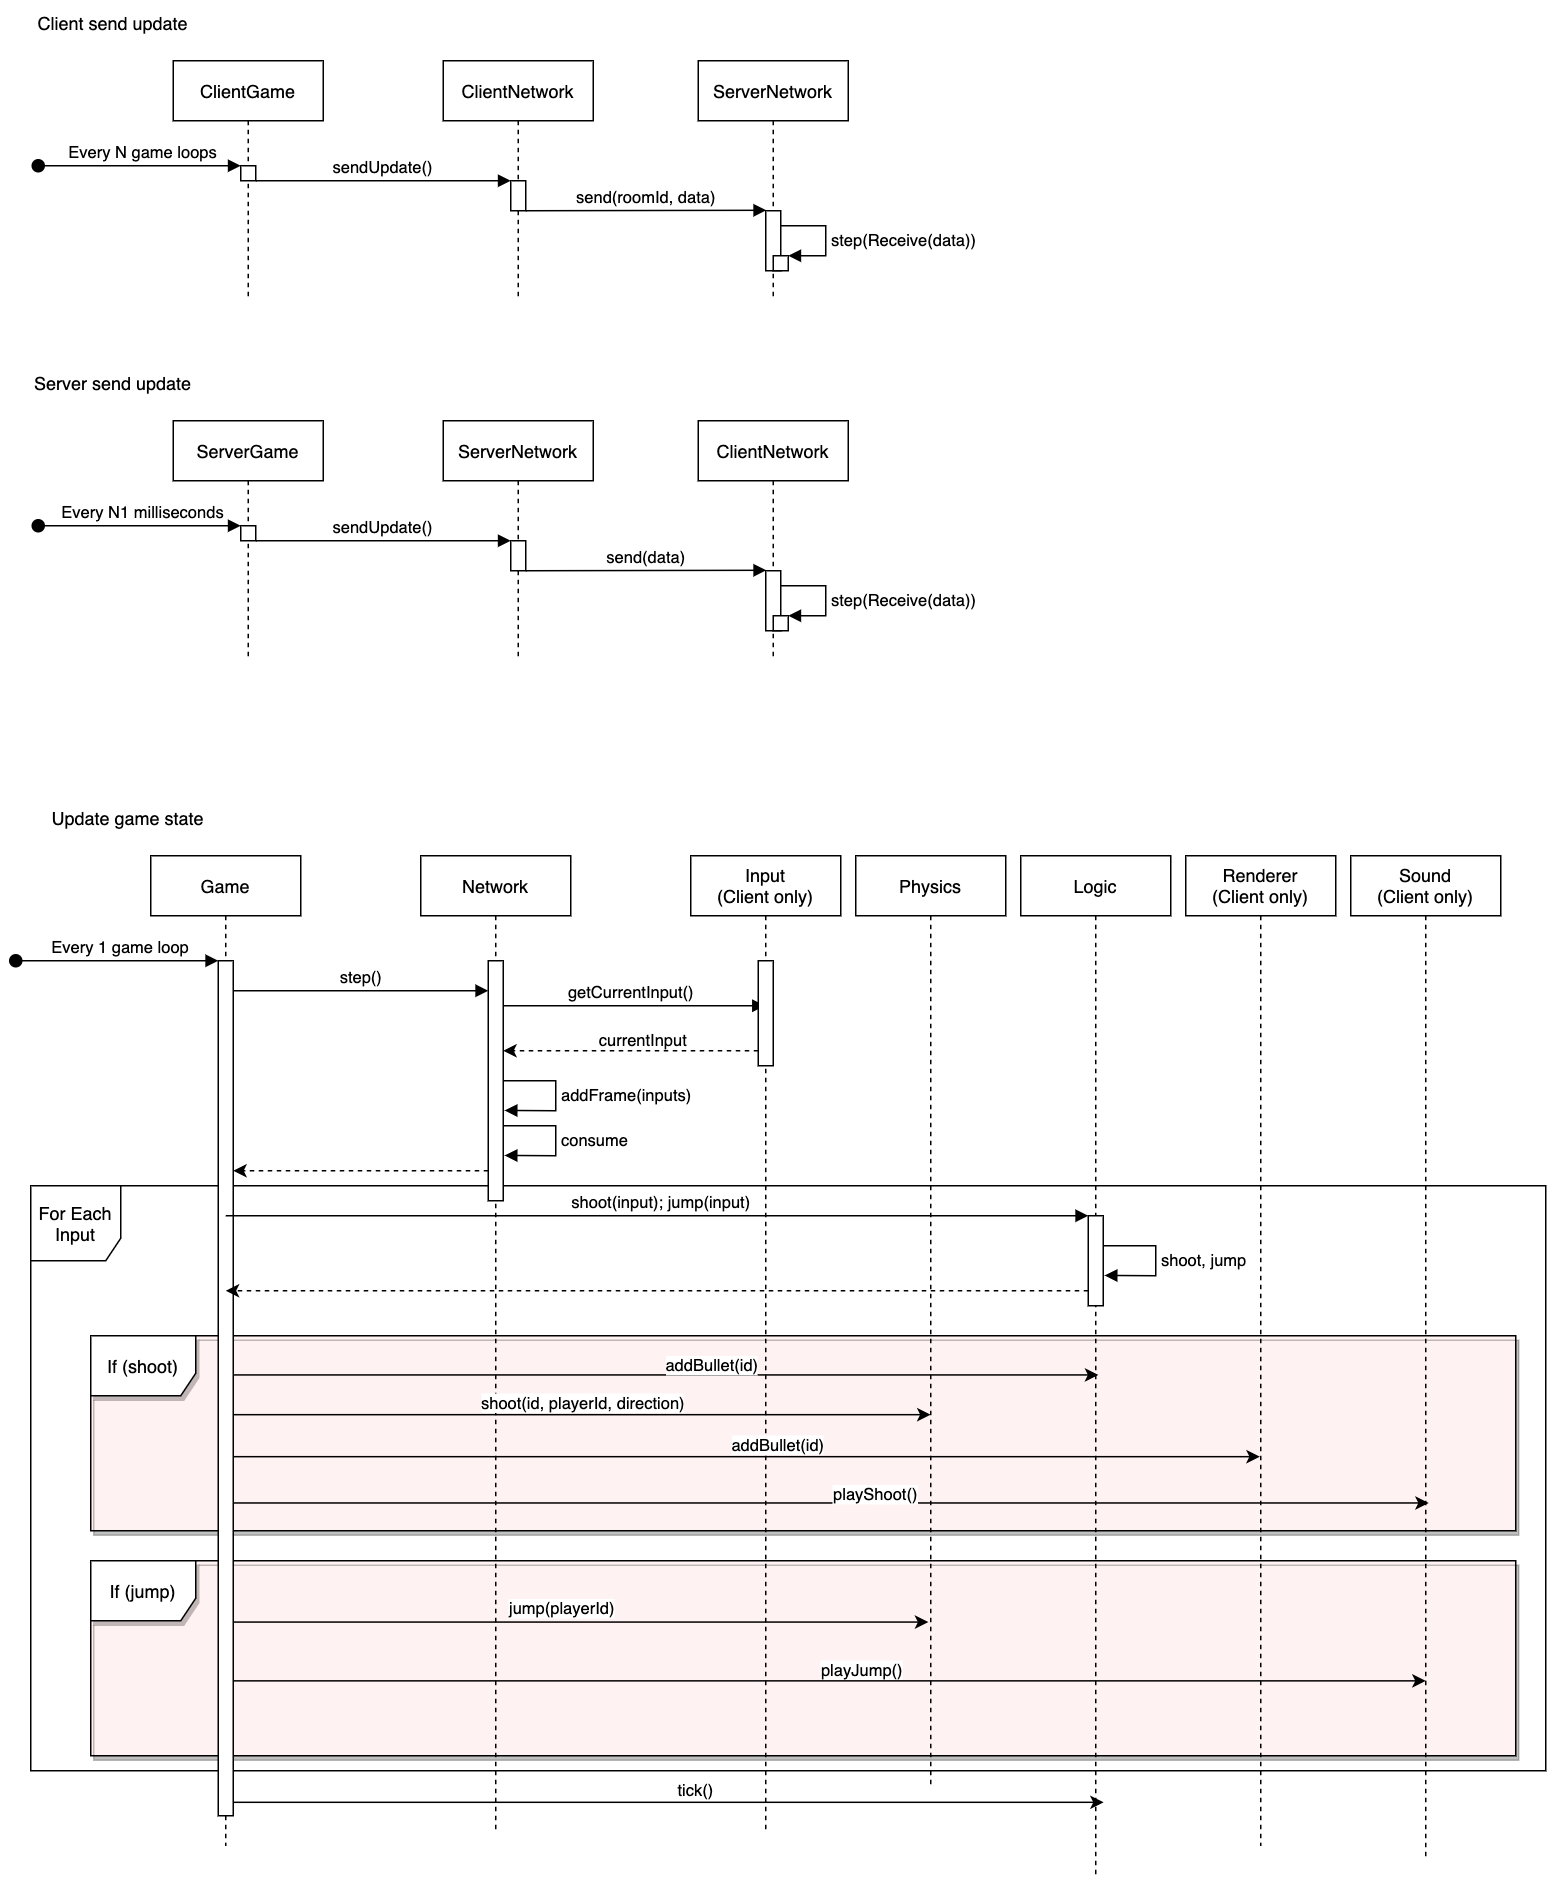 Client send update
ClientGame
ClientNetwork
ServerNetwork
Every N game loops
sendUpdate()
send(roomId, data)
step(Receive(data))
Server send update
ServerGame
ServerNetwork
ClientNetwork
Every N1 milliseconds
sendUpdate()
send(data)
step(Receive(data))
Update game state
Game
Network
Input
(Client only)
Physics
Logic
Renderer
(Client only)
Sound
(Client only)
Every 1 game loop
step()
getCurrentInput()
currentInput
addFrame(inputs)
consume
For Each
Input
shoot(input); jump(input)
shoot, jump
If (shoot)
addBullet(id)
shoot(id, playerId, direction)
addBullet(id)
playShoot()
If (jump)
jump(playerId)
playJump()
tick()